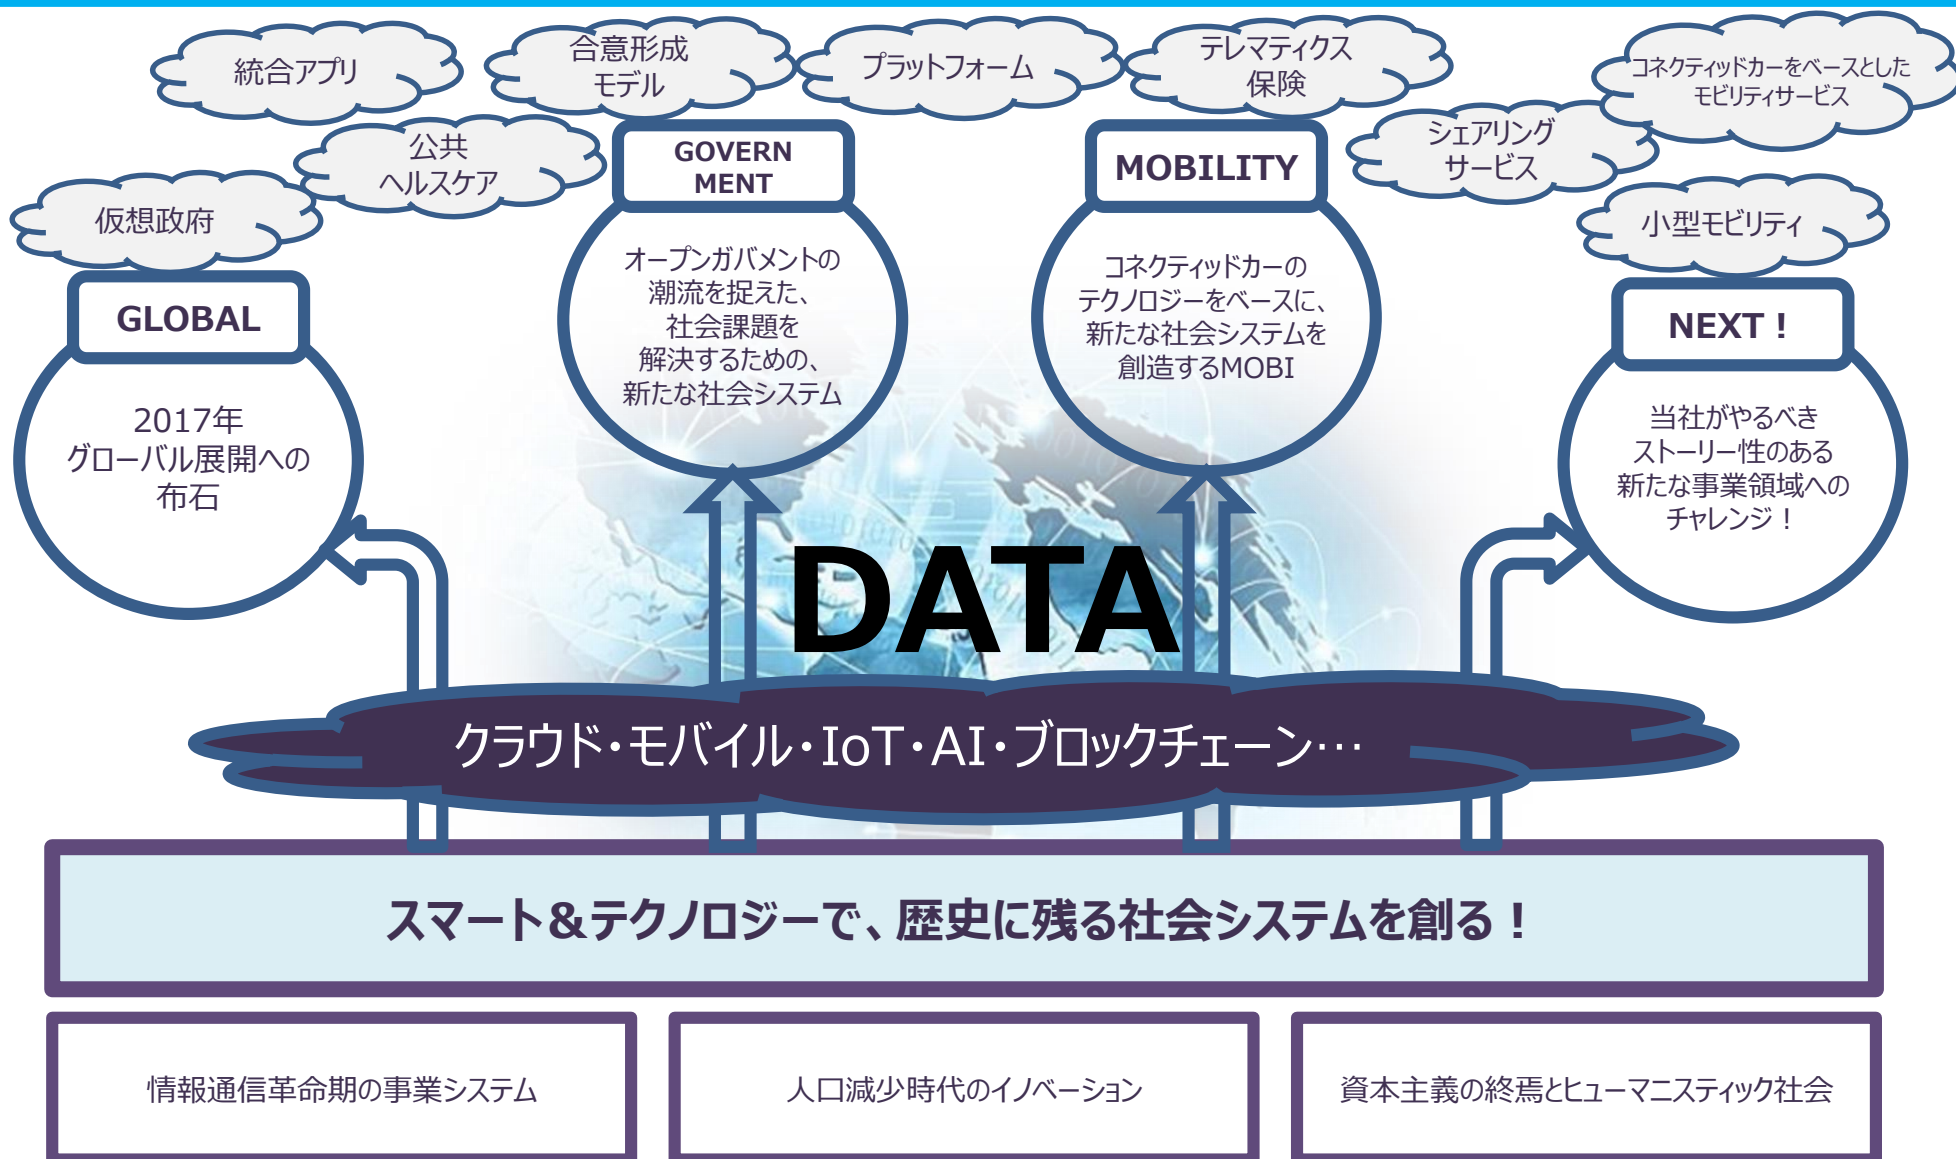 統合アプリ
合意形成
モデル
プラットフォーム
テレマティクス
保険
コネクティッドカーをベースとした
モビリティサービス
シェアリング
サービス
公共
ヘルスケア
仮想政府
小型モビリティ
GLOBAL
2017年
グローバル展開への
布石
GOVERN
MENT
オープンガバメントの
潮流を捉えた、
社会課題を
解決するための、
新たな社会システム
MOBILITY
コネクティッドカーの
テクノロジーをベースに、
新たな社会システムを
創造するMOBI
NEXT！
当社がやるべき
ストーリー性のある
新たな事業領域への
チャレンジ！
DATA
クラウド・モバイル・IoT・AI・ブロックチェーン…
スマート＆テクノロジーで、歴史に残る社会システムを創る！
情報通信革命期の事業システム
人口減少時代のイノベーション
資本主義の終焉とヒューマニスティック社会